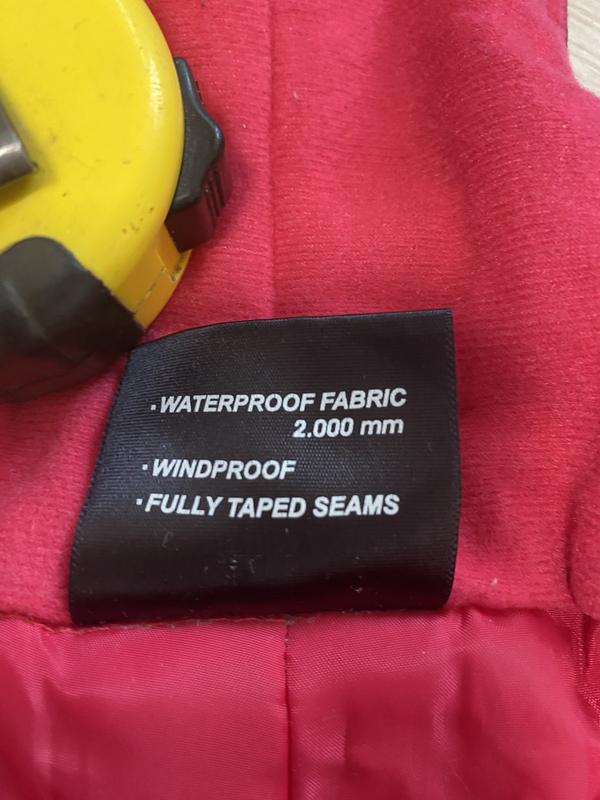 ·WATERPROOF FABRIC
2.000 mm
·WINDPROOF
·FULLY TAPED SEAMS